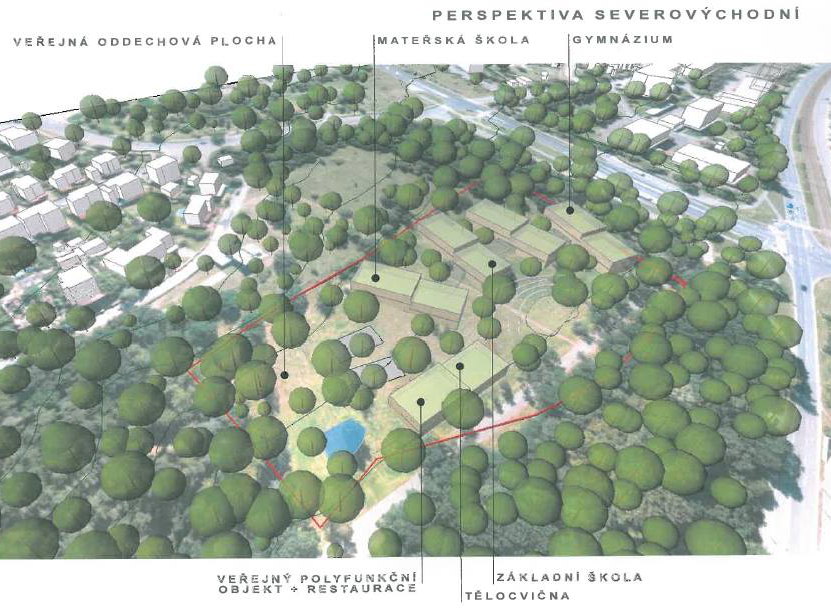 PERSPEKTIVA SEVEROVÝCHODNÍ
VEŘEJNÁ ODDECHOVÁ PLOCHA
MATEŘSKÁ ŠKOLA
GYMNÁZIUM
VEŘEJNÝ POLYFUNKČNÍ
OBJEKT + RESTAURACE
ZÁKLADNÍ ŠKOLA
TĚLOCVIČNA